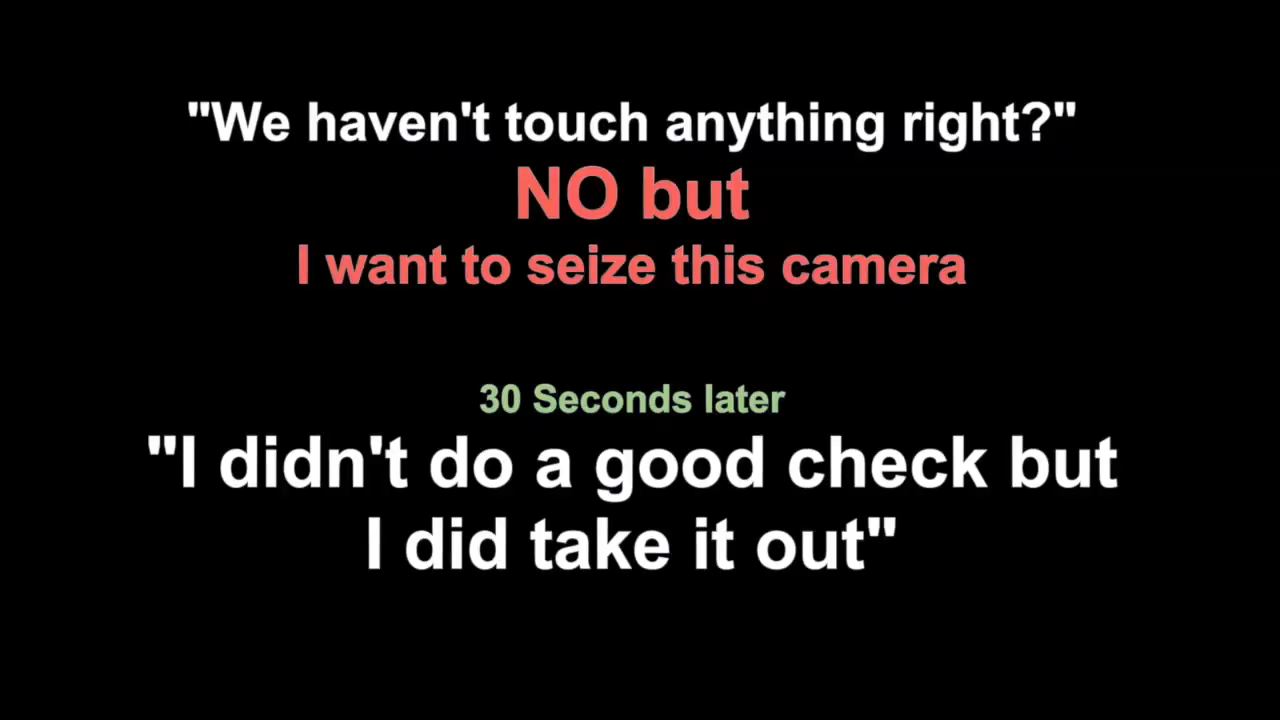 "We haven't touch anything right?"
NO but
I want to seize this camera
30 Seconds later
"I didn't do a good check but
I did take it out"